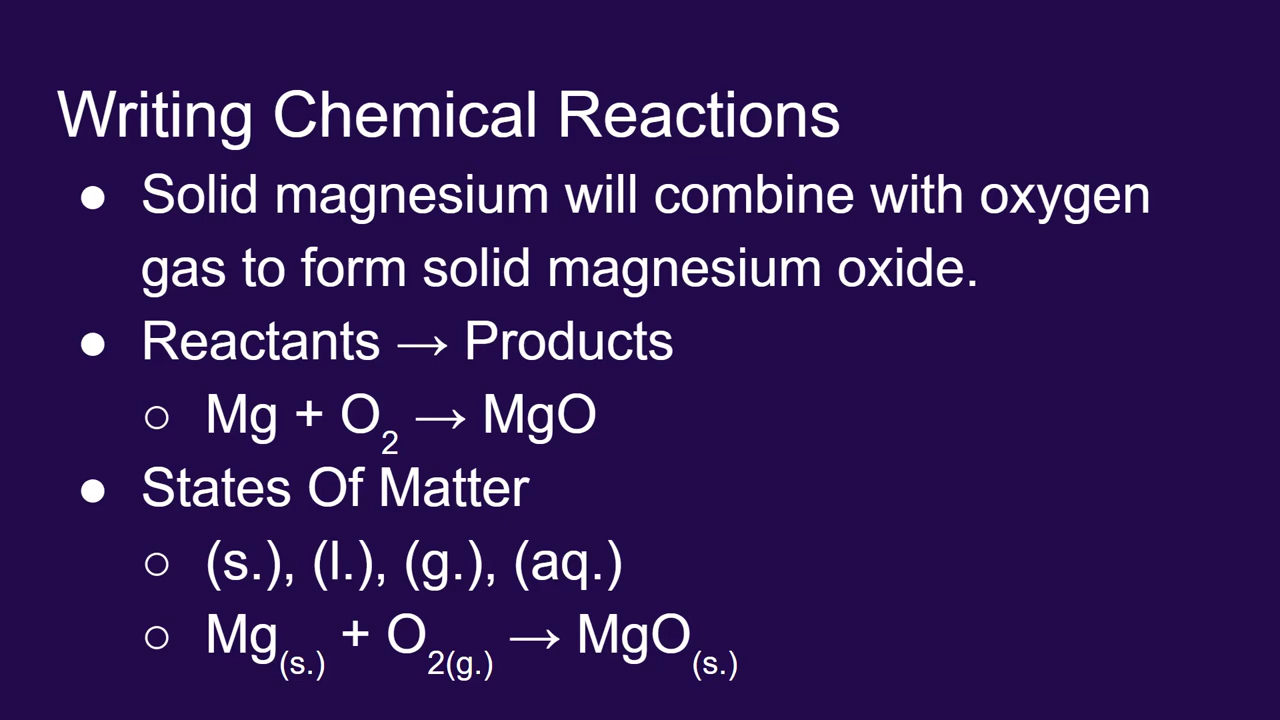 Writing Chemical Reactions
● Solid magnesium will combine with oxygen
gas to form solid magnesium oxide.
● Reactants → Products
○ Mg + O₂ → MgO
● States Of Matter
○ (s.), (l.), (g.), (aq.)
○ Mg(s.) + O2(g.) → MgO(s.)